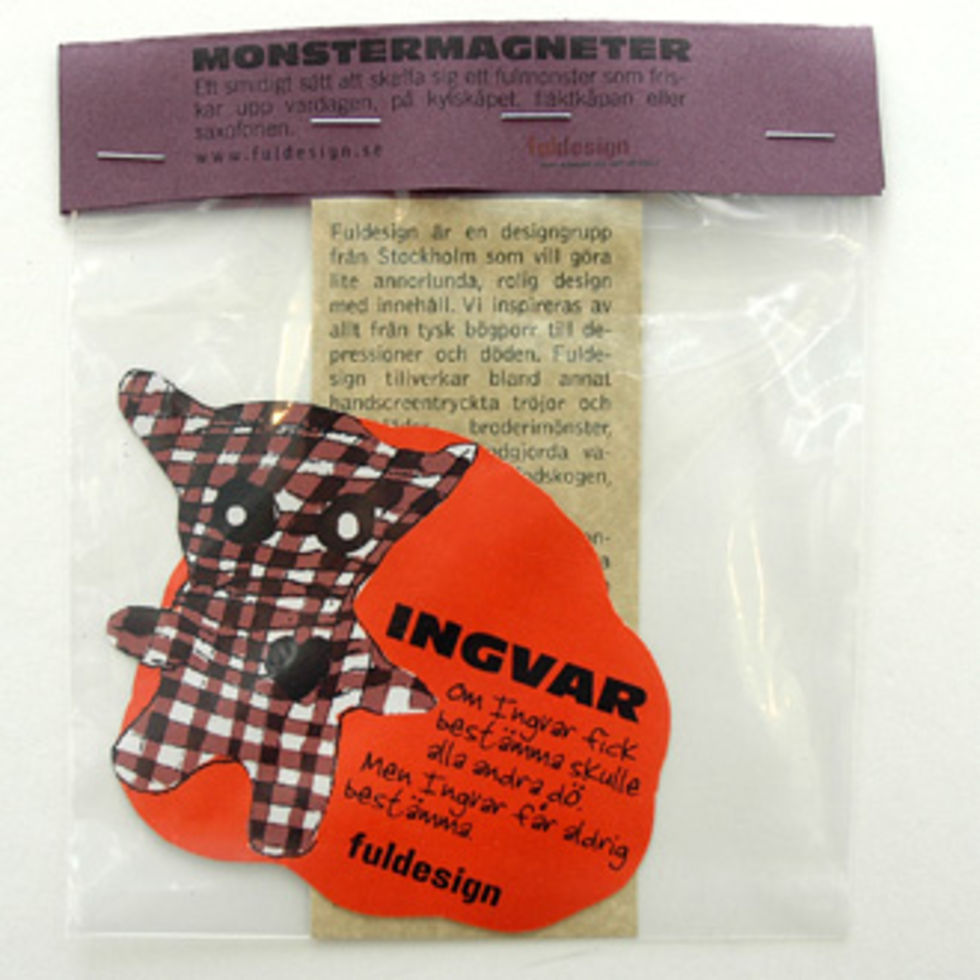 MONSTERMAGNETER
Ett smidigt sätt att skaffa sig ett fulmonster som fris-
kar upp vardagen, på kylskåpet, fläktkåpan eller
saxofonen.
www.fuldesign.se
fuldesign
Fuldesign är en designgrupp
från Stockholm som vill göra
lite annorlunda, rolig design
med innehåll. Vi inspireras av
allt från tysk bögporr till de-
pressioner och döden. Fulde-
sign tillverkar bland annat
handscreentryckta tröjor och
broderimönster,
va-
INGVAR
Om Ingvar fick
bestämma skulle
alla andra dö.
Men Ingvar får aldrig
bestämma.
fuldesign